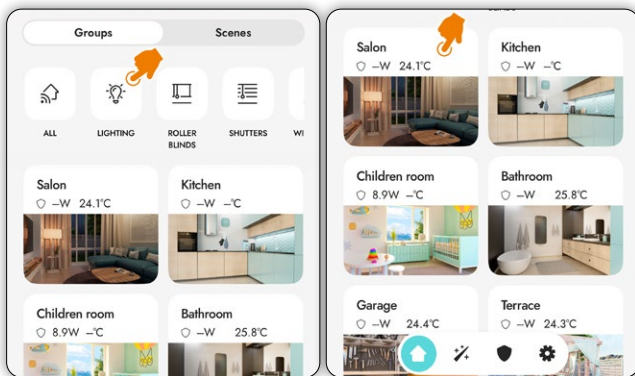 Groups Scenes
ALL LIGHTING ROLLER BLINDS SHUTTERS
Salon Kitchen
–W 24.1°C –W –°C
Children room Bathroom
8.9W –°C –W 25.8°C
Salon Kitchen
–W 24.1°C –W –°C
Children room Bathroom
8.9W –°C –W 25.8°C
Garage Terrace
–W 24.4°C –W 24.3°C